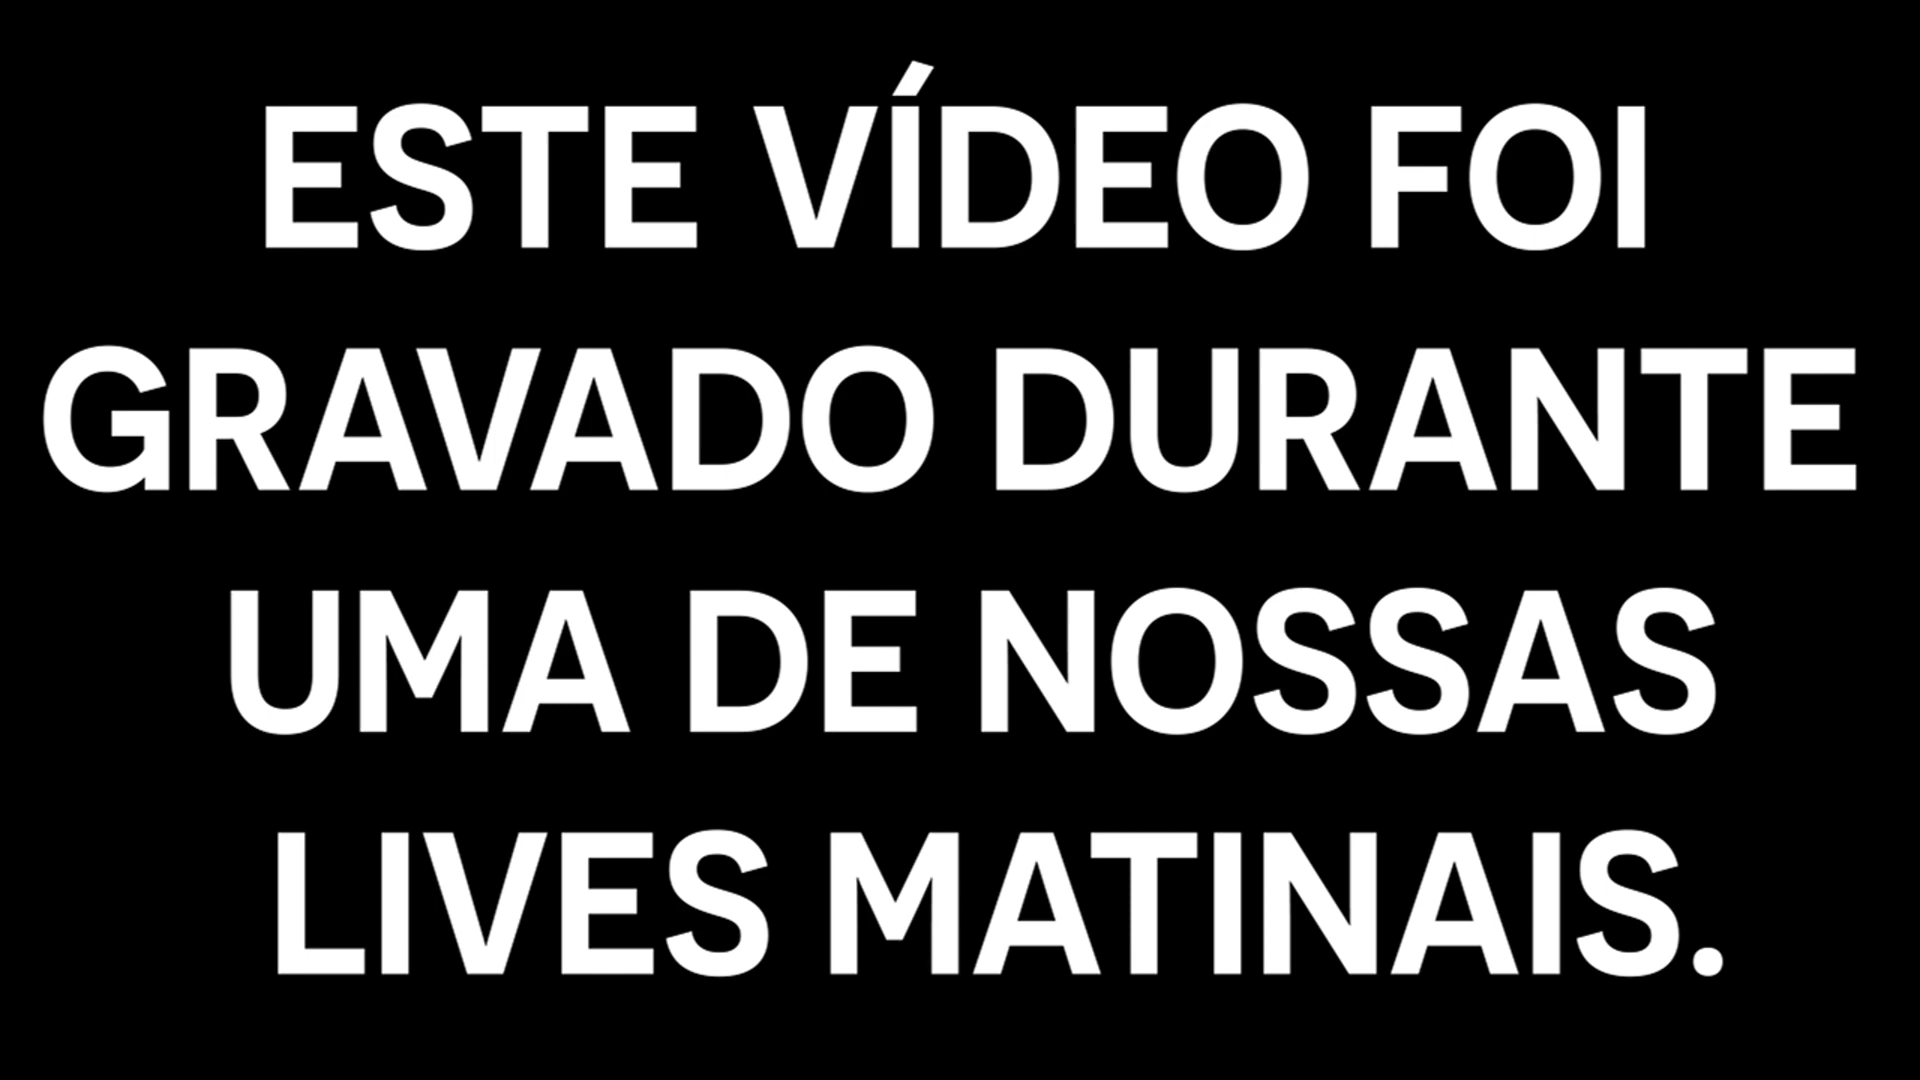 ESTE VÍDEO FOI
GRAVADO DURANTE
UMA DE NOSSAS
LIVES MATINAIS.